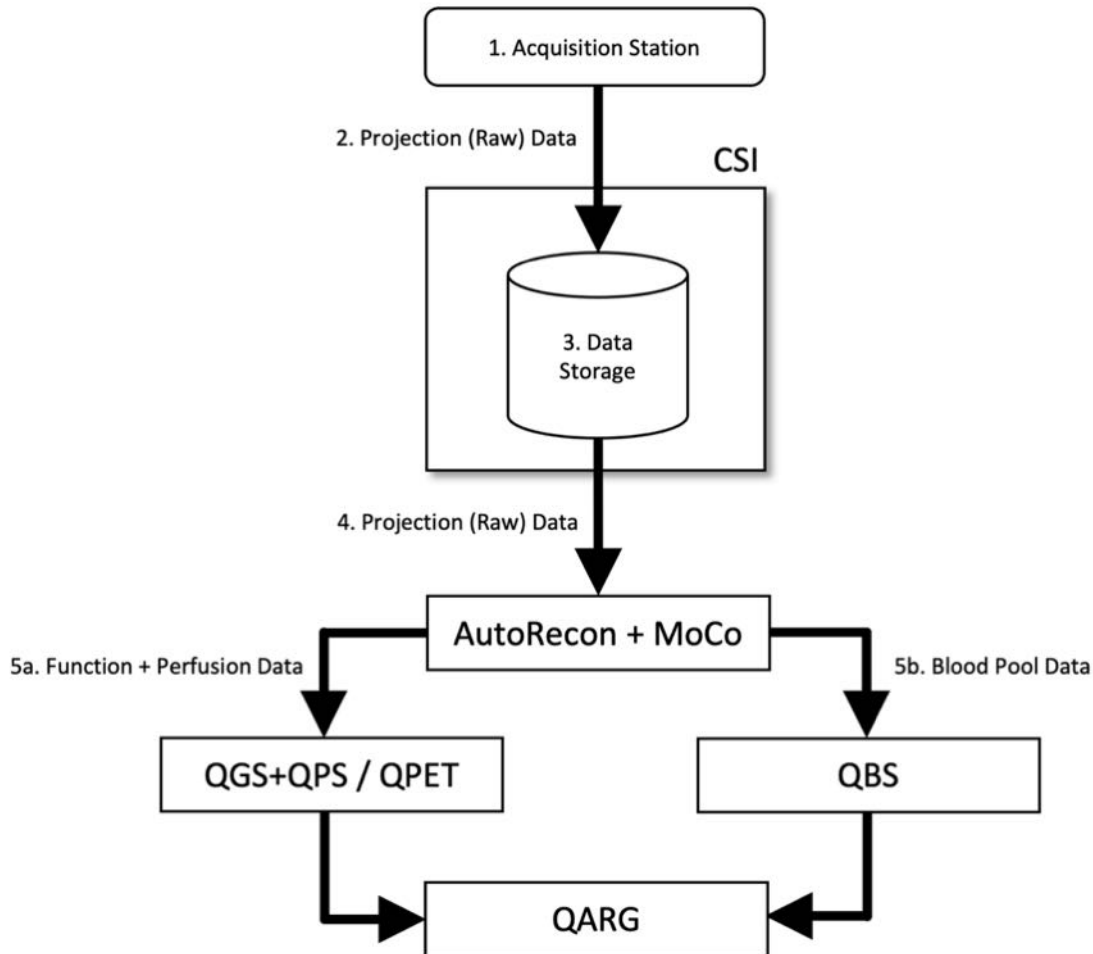 1. Acquisition Station
2. Projection (Raw) Data
CSI
3. Data
Storage
4. Projection (Raw) Data
AutoRecon + MoCo
5a. Function + Perfusion Data
5b. Blood Pool Data
QGS+QPS / QPET
QBS
QARG